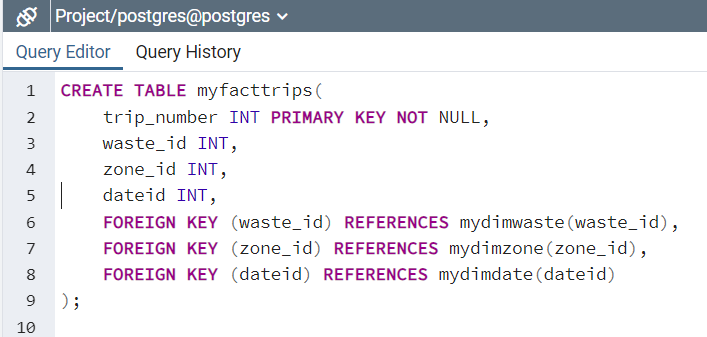 Project/postgres@postgres
Query Editor Query History
1 CREATE TABLE myfacttrips(
2 trip_number INT PRIMARY KEY NOT NULL,
3 waste_id INT,
4 zone_id INT,
5 dateid INT,
6 FOREIGN KEY (waste_id) REFERENCES mydimwaste(waste_id),
7 FOREIGN KEY (zone_id) REFERENCES mydimzone(zone_id),
8 FOREIGN KEY (dateid) REFERENCES mydimdate(dateid)
9 );
10